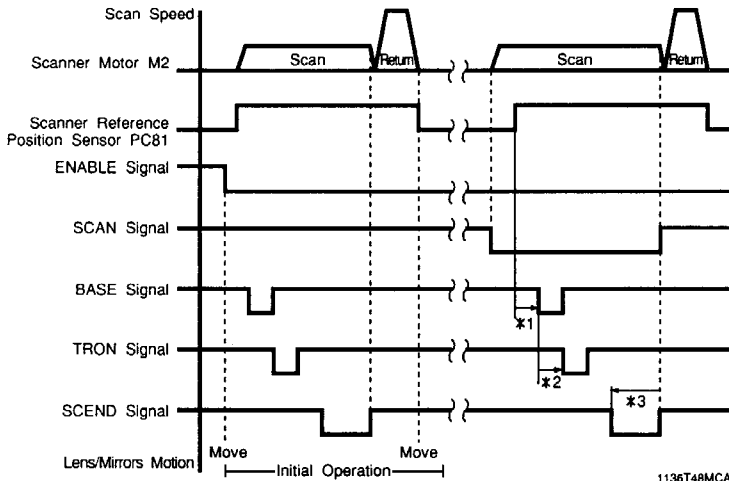 Scan Speed
Scanner Motor M2
Scan
Return
Scan
Return
Scanner Reference
Position Sensor PC81
ENABLE Signal
SCAN Signal
BASE Signal
*1
TRON Signal
*2
SCEND Signal
*3
Move
Move
Lens/Mirrors Motion
Initial Operation
1136T48MCA